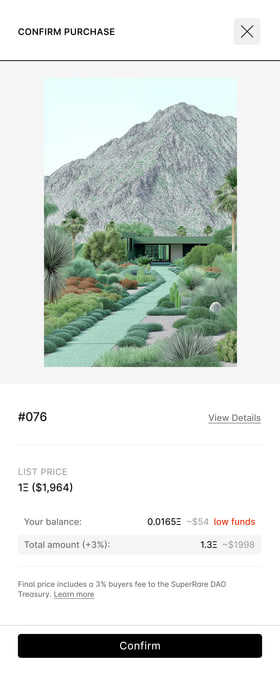 CONFIRM PURCHASE
#076
View Details
LIST PRICE
1Ξ ($1,964)
Your balance: 0.0165Ξ ~$54 low funds
Total amount (+3%): 1.3Ξ ~$1998
Final price includes a 3% buyers fee to the SuperRare DAO
Treasury. Learn more
Confirm